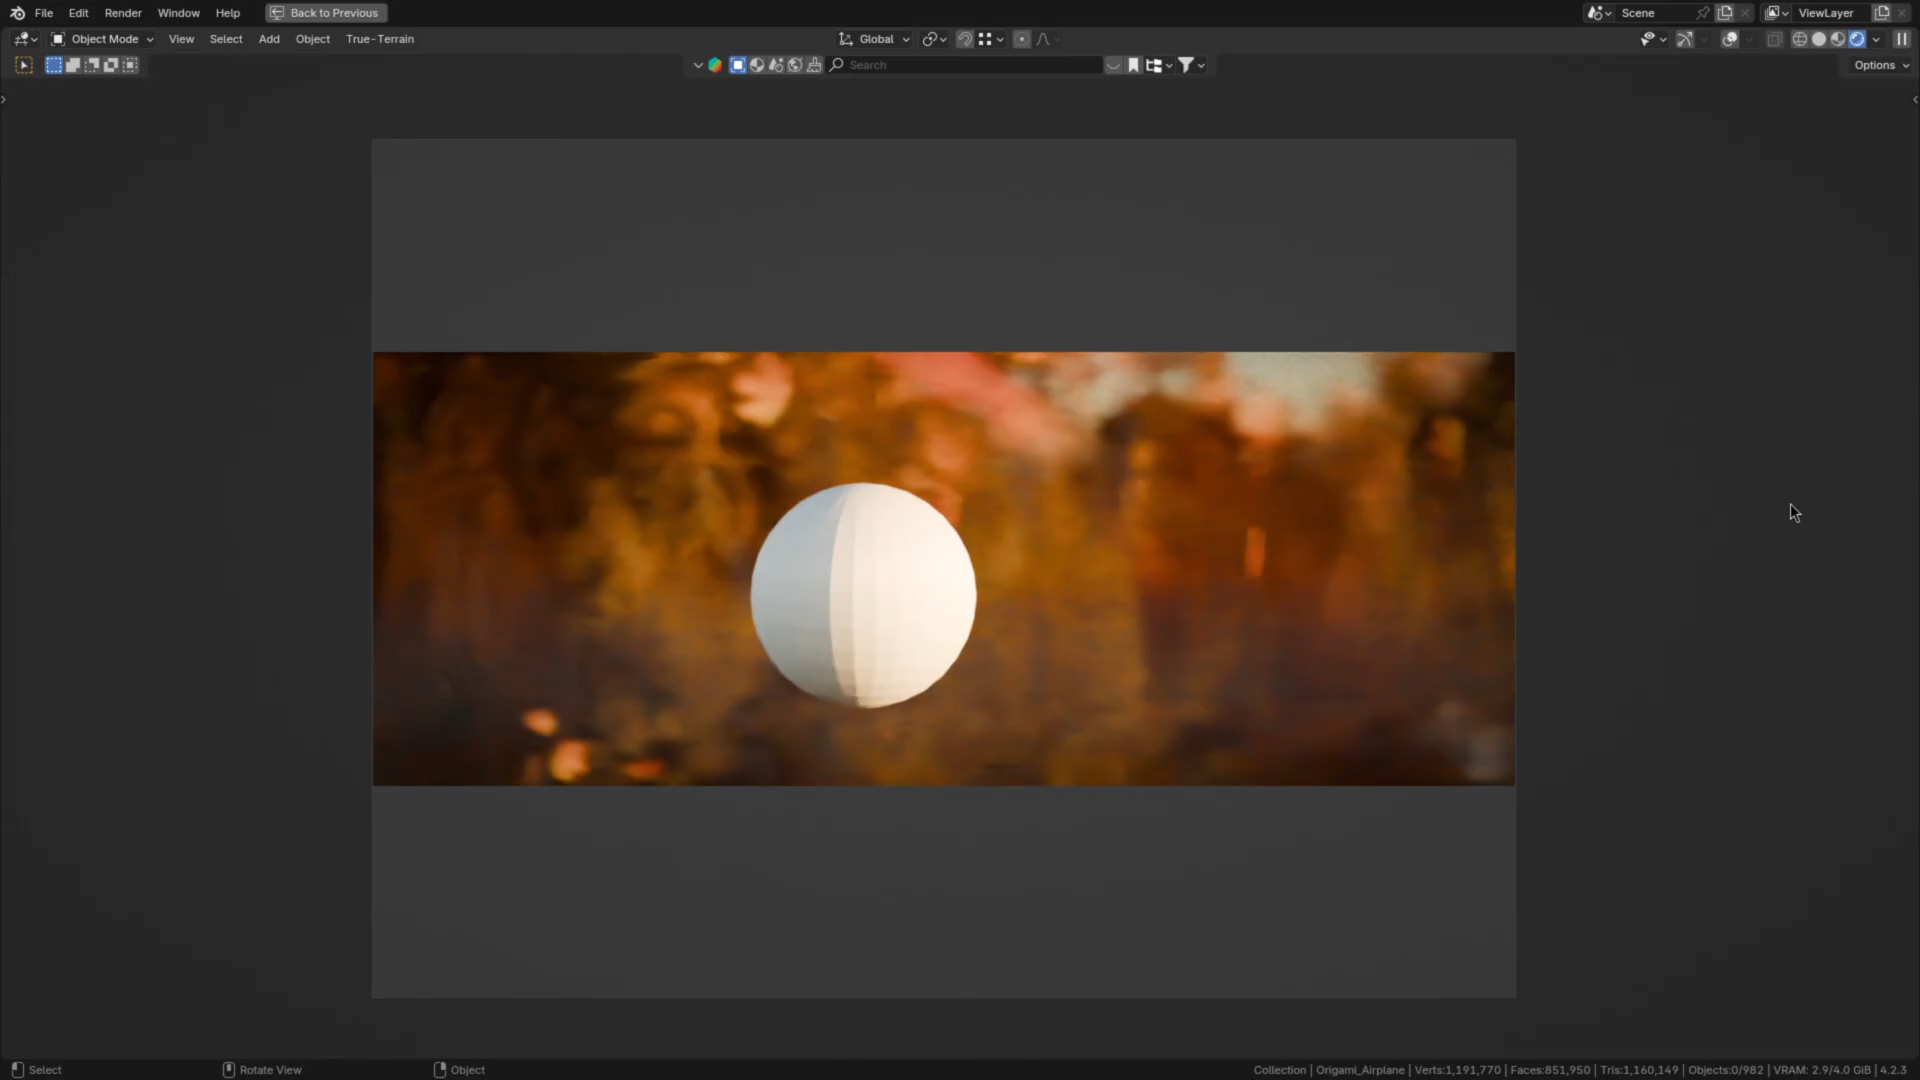 File Edit Render Window Help Back to Previous Scene ViewLayer
Object Mode View Select Add Object True-Terrain Global
Search Options
Select Rotate View Object Collection | Origami_Airplane | Verts:1,191,770 | Faces:851,950 | Tris:1,160,149 | Objects:0/982 | VRAM: 2.9/4.0 GiB | 4.2.3